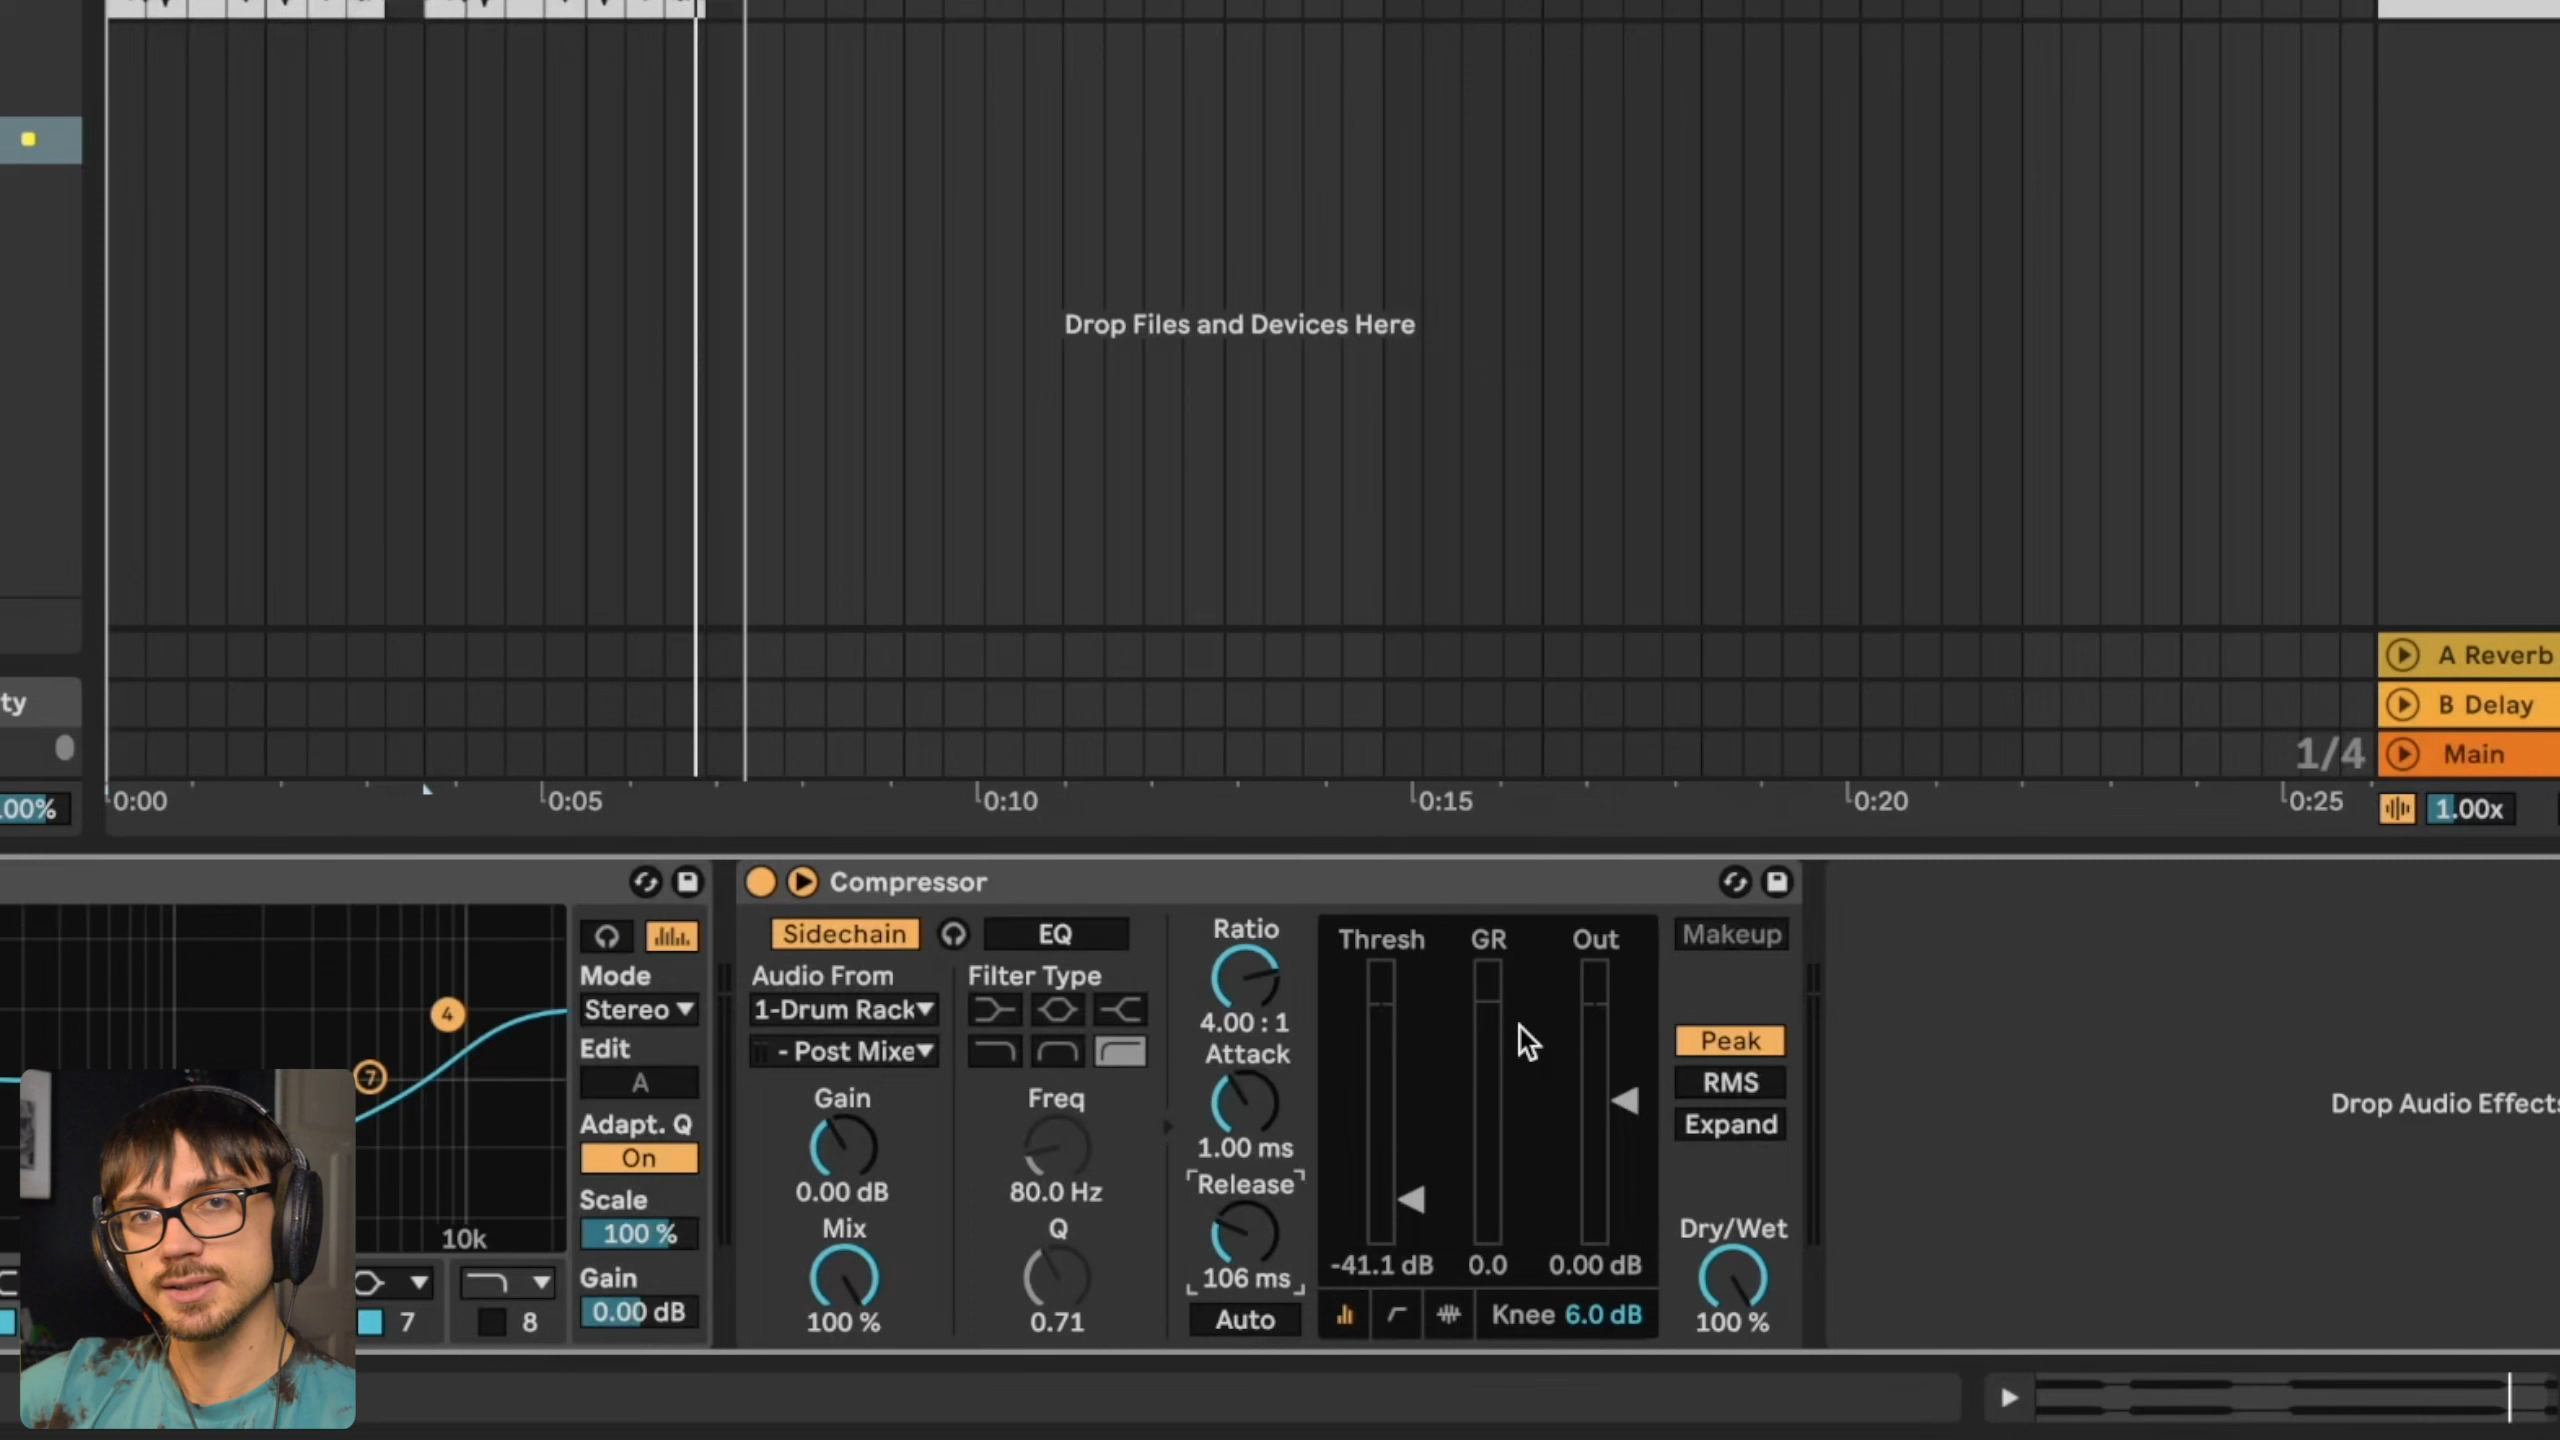 Drop Files and Devices Here
A Reverb
B Delay
ty
1/4
Main
0:00
0:05
0:10
0:15
0:20
0:25
1.00x
Compressor
Mode
Stereo
Edit
A
Adapt. Q
On
Scale
100 %
Gain
0.00 dB
4
7
10k
7
8
Sidechain
EQ
Audio From
1-Drum Rack
- Post Mixe
Gain
0.00 dB
Mix
100 %
Filter Type
Freq
80.0 Hz
Q
0.71
Ratio
4.00 : 1
Attack
1.00 ms
Release
106 ms
Auto
Thresh
GR
Out
-41.1 dB
0.0
0.00 dB
Knee 6.0 dB
Makeup
Peak
RMS
Expand
Dry/Wet
100 %
Drop Audio Effects